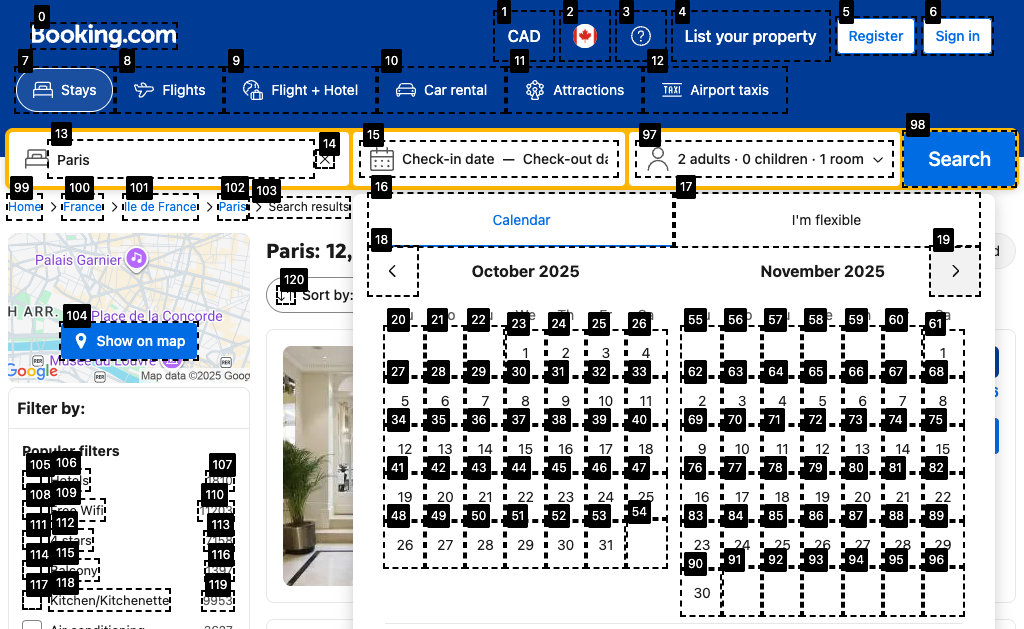 0 1 2 3 4 5 6
Booking.com CAD List your property Register Sign in
7 8 9 10 11 12
Stays Flights Flight + Hotel Car rental Attractions TAXI Airport taxis
13 14 15 97 98
Paris Check-in date — Check-out da 2 adults · 0 children · 1 room Search
99 100 101 102 103 16 17
Home France Île de France Paris Search results
Calendar I'm flexible
18 19
October 2025 November 2025
Palais Garnier
Paris: 12,
120
Sort by:
H ARR. 104 Place de la Concorde
Show on map
Musée du Louvre
RER RER RER
Google Map data ©2025 Goog
20 21 22 23 24 25 26 55 56 57 58 59 60 61
1 2 3 4 1
27 28 29 30 31 32 33 62 63 64 65 66 67 68
5 6 7 8 9 10 11 2 3 4 5 6 7 8
34 35 36 37 38 39 40 69 70 71 72 73 74 75
12 13 14 15 16 17 18 9 10 11 12 13 14 15
41 42 43 44 45 46 47 76 77 78 79 80 81 82
19 20 21 22 23 24 25 16 17 18 19 20 21 22
48 49 50 51 52 53 54 83 84 85 86 87 88 89
26 27 28 29 30 31 23 24 25 26 27 28 29
90 91 92 93 94 95 96
30
Filter by:
Popular filters
105 106 107
Hotels
108 109 110
Free Wifi
111 112 113
4 stars
114 115 116
Balcony
117 118 119
Kitchen/Kitchenette 9953
Air conditioning